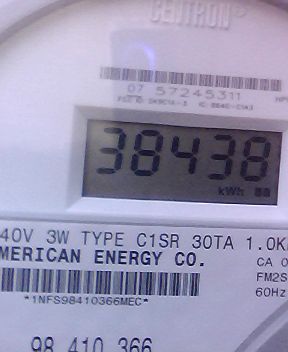 CENTRON®
07 57245311
38438
kWh
40V 3W TYPE C1SR 30TA 1.0K
MERICAN ENERGY CO.
CA 0
FM2S
60Hz
*1NFS98410366MEC*
98 410 366